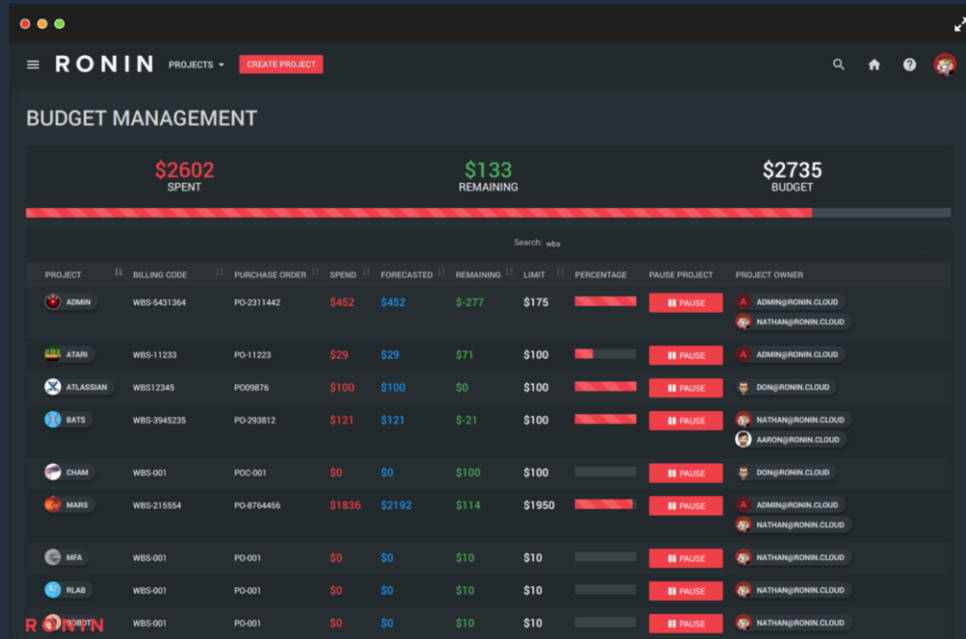 RONIN PROJECTS CREATE PROJECT
BUDGET MANAGEMENT
$2602 $133 $2735
SPENT REMAINING BUDGET
Search: wbs
PROJECT BILLING CODE PURCHASE ORDER SPEND FORECASTED REMAINING LIMIT PERCENTAGE PAUSE PROJECT PROJECT OWNER
ADMIN WBS-5431364 PO-2311442 $452 $452 $-277 $175 PAUSE A ADMIN@RONIN.CLOUD
NATHAN@RONIN.CLOUD
ATARI WBS-11233 PO-11223 $29 $29 $71 $100 PAUSE A ADMIN@RONIN.CLOUD
ATLASSIAN WBS12345 PO09876 $100 $100 $0 $100 PAUSE DON@RONIN.CLOUD
BATS WBS-3945235 PO-293812 $121 $121 $-21 $100 PAUSE NATHAN@RONIN.CLOUD
AARON@RONIN.CLOUD
CHAM WBS-001 POC-001 $0 $0 $100 $100 PAUSE DON@RONIN.CLOUD
MARS WBS-215554 PO-8764456 $1836 $2192 $114 $1950 PAUSE A ADMIN@RONIN.CLOUD
NATHAN@RONIN.CLOUD
MFA WBS-001 PO-001 $0 $0 $10 $10 PAUSE NATHAN@RONIN.CLOUD
RLAB WBS-001 PO-001 $0 $0 $10 $10 PAUSE NATHAN@RONIN.CLOUD
ROBOT WBS-001 PO-001 $0 $0 $10 $10 PAUSE NATHAN@RONIN.CLOUD
RONIN